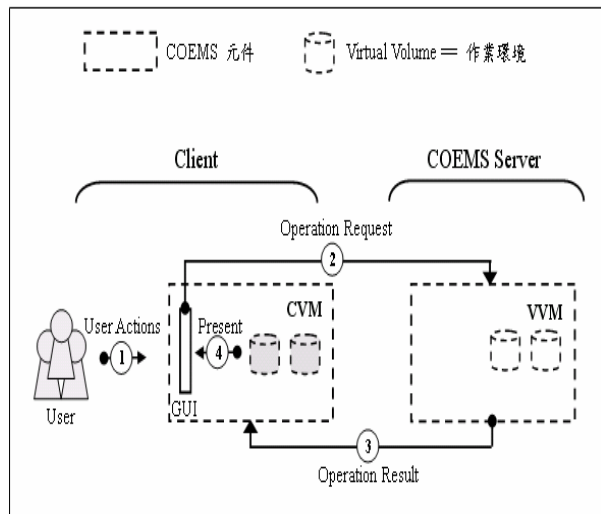 COEMS 元件
Virtual Volume = 作業環境
Client
COEMS Server
Operation Request
2
CVM
VVM
User Actions
Present
1
4
GUI
User
3
Operation Result